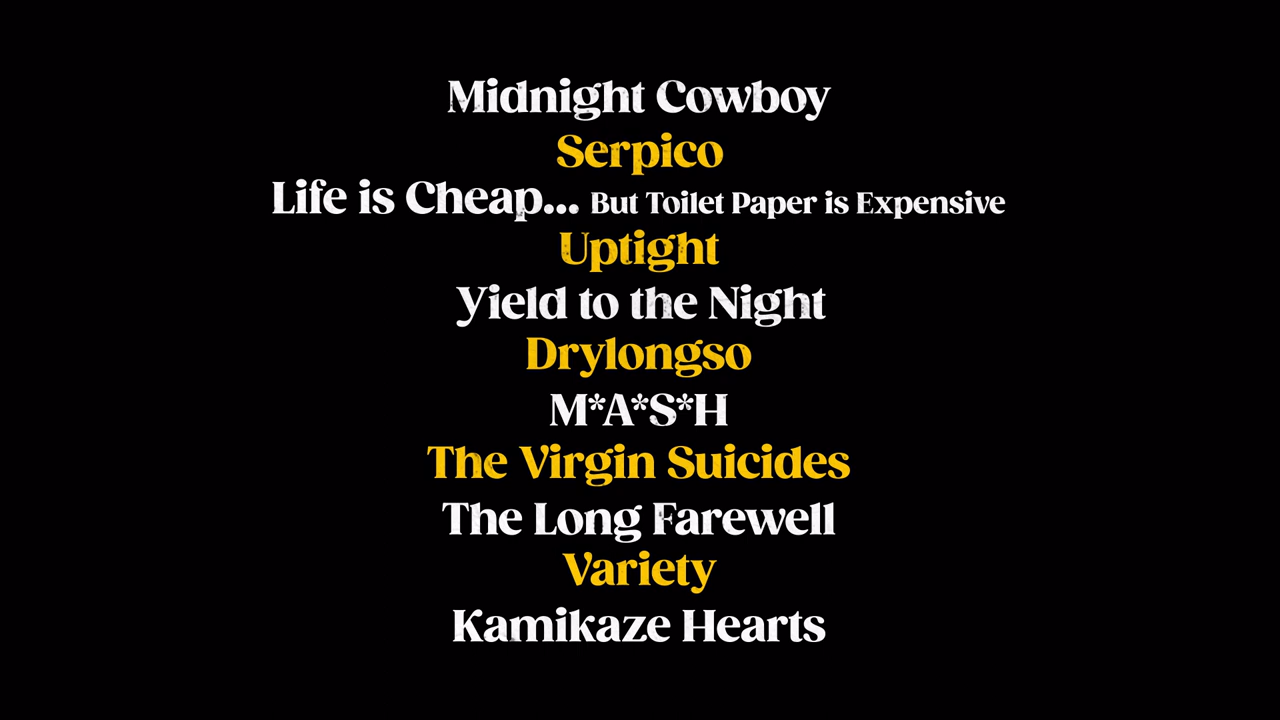 Midnight Cowboy
Serpico
Life is Cheap... But Toilet Paper is Expensive
Uptight
Yield to the Night
Drylongso
M*A*S*H
The Virgin Suicides
The Long Farewell
Variety
Kamikaze Hearts